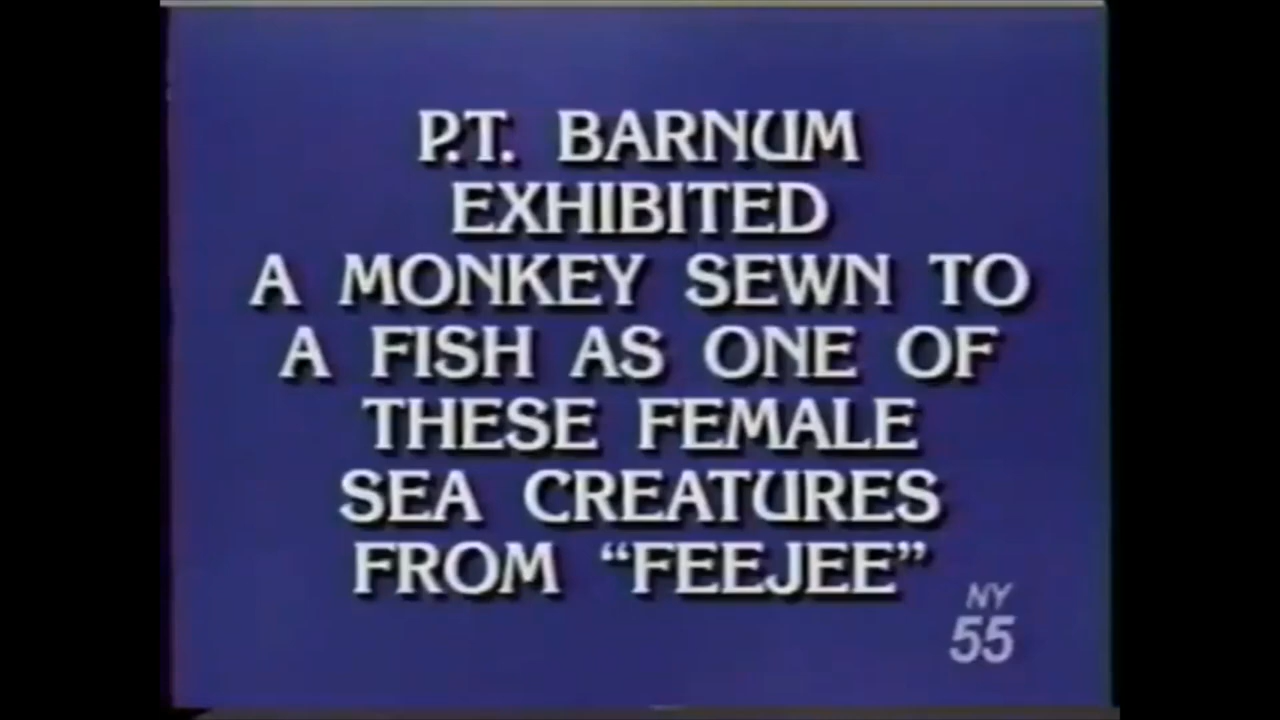 P.T. BARNUM
EXHIBITED
A MONKEY SEWN TO
A FISH AS ONE OF
THESE FEMALE
SEA CREATURES
FROM “FEEJEE”
NY
55